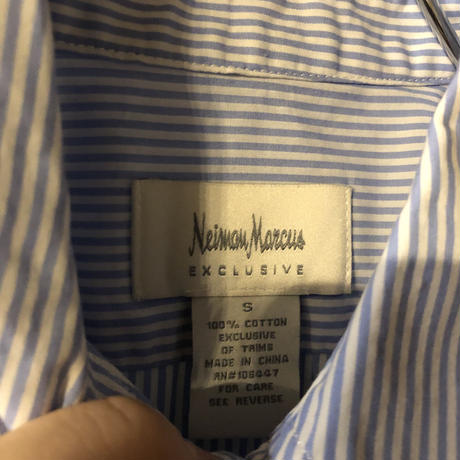 Neiman Marcus
EXCLUSIVE
S
100% COTTON
EXCLUSIVE
OF TRIMS
MADE IN CHINA
RN#106447
FOR CARE
SEE REVERSE